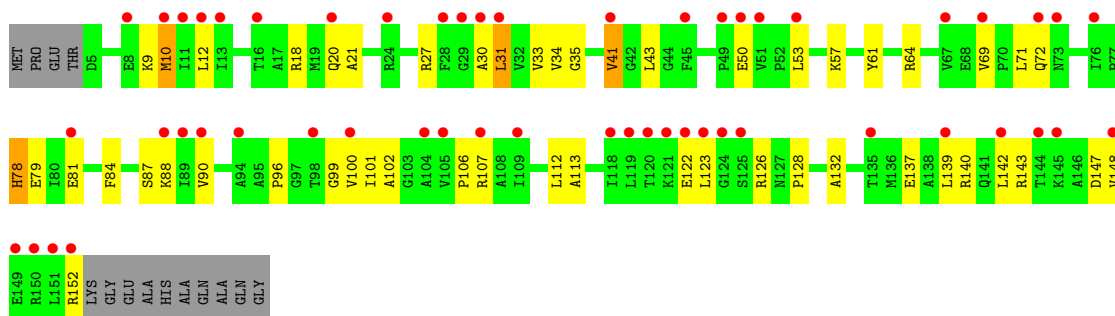 MET PRO GLU THR D5 E8 K9 M10 I11 L12 I13 T16 A17 R18 M19 Q20 A21 R24 R27 F28 G29 A30 L31 V32 V33 V34 G35 V41 G42 L43 G44 F45 P49 E50 V51 P52 L53 K57 Y61 R64 V67 E68 V69 P70 L71 Q72 N73 I76
H78 E79 I80 E81 F84 S87 K88 I89 V90 A94 A95 P96 G97 T98 G99 V100 I101 A102 G103 A104 V105 P106 R107 A108 I109 L112 A113 I118 L119 T120 K121 E122 L123 G124 S125 R126 N127 P128 A132 T135 M136 E137 A138 L139 R140 Q141 L142 R143 T144 K145 A146 D147 V148
E149 R150 L151 R152 LYS GLY GLU ALA HIS ALA GLN ALA GLN GLY